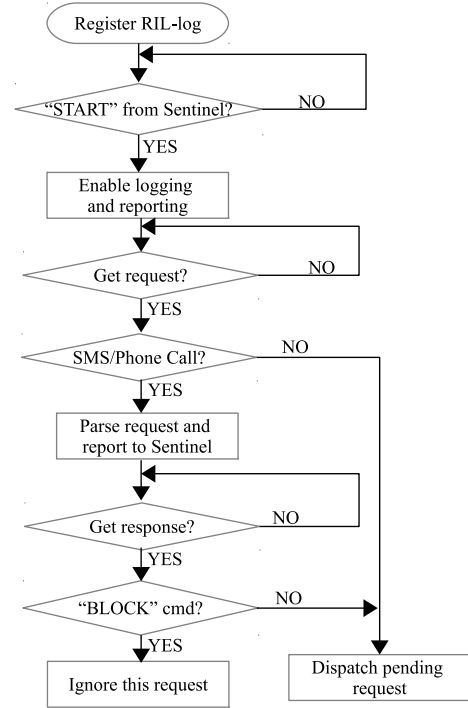 Register RIL-log
“START” from Sentinel?
NO
YES
Enable logging
and reporting
Get request?
NO
YES
SMS/Phone Call?
NO
YES
Parse request and
report to Sentinel
Get response?
NO
YES
“BLOCK” cmd?
NO
YES
Ignore this request
Dispatch pending
request